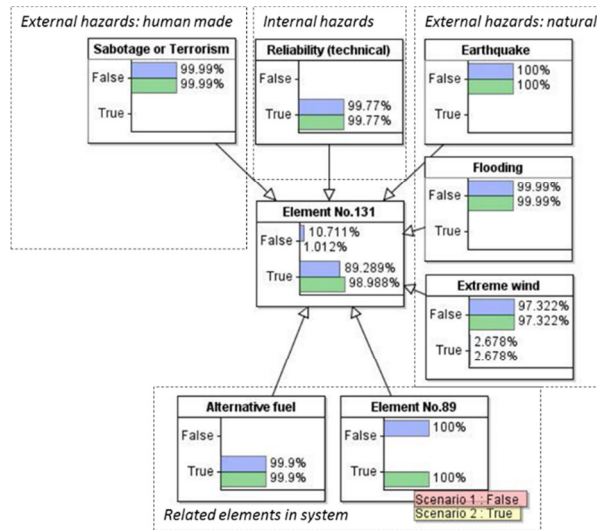 External hazards: human made
Internal hazards
External hazards: natural
Sabotage or Terrorism
False
99.99%
99.99%
True
Reliability (technical)
False
True
99.77%
99.77%
Earthquake
False
100%
100%
True
Flooding
False
99.99%
99.99%
True
Element No.131
False
10.711%
1.012%
True
89.289%
98.988%
Extreme wind
False
97.322%
97.322%
True
2.678%
2.678%
Alternative fuel
False
True
99.9%
99.9%
Element No.89
False
100%
True
100%
Scenario 1 : False
Scenario 2 : True
Related elements in system